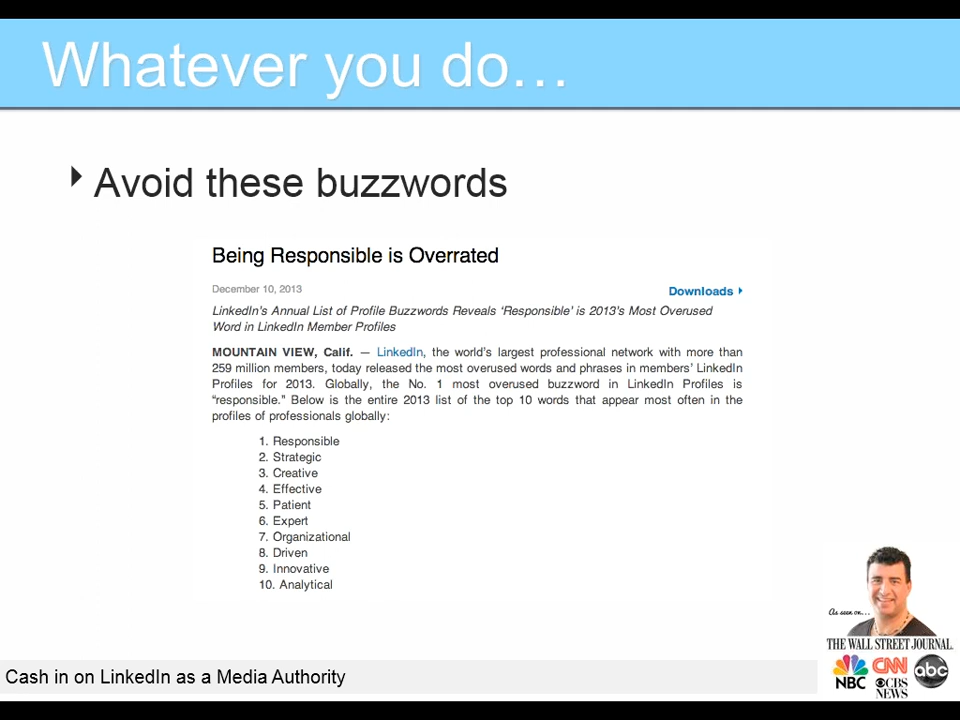 Whatever you do…
Avoid these buzzwords
Being Responsible is Overrated
December 10, 2013
Downloads
LinkedIn's Annual List of Profile Buzzwords Reveals 'Responsible' is 2013's Most Overused
Word in LinkedIn Member Profiles
MOUNTAIN VIEW, Calif. — LinkedIn, the world's largest professional network with more than
259 million members, today released the most overused words and phrases in members' LinkedIn
Profiles for 2013. Globally, the No. 1 most overused buzzword in LinkedIn Profiles is
"responsible." Below is the entire 2013 list of the top 10 words that appear most often in the
profiles of professionals globally:
1. Responsible
2. Strategic
3. Creative
4. Effective
5. Patient
6. Expert
7. Organizational
8. Driven
9. Innovative
10. Analytical
As seen on...
THE WALL STREET JOURNAL.
NBC
CNN
CBS
NEWS
abc
Cash in on LinkedIn as a Media Authority